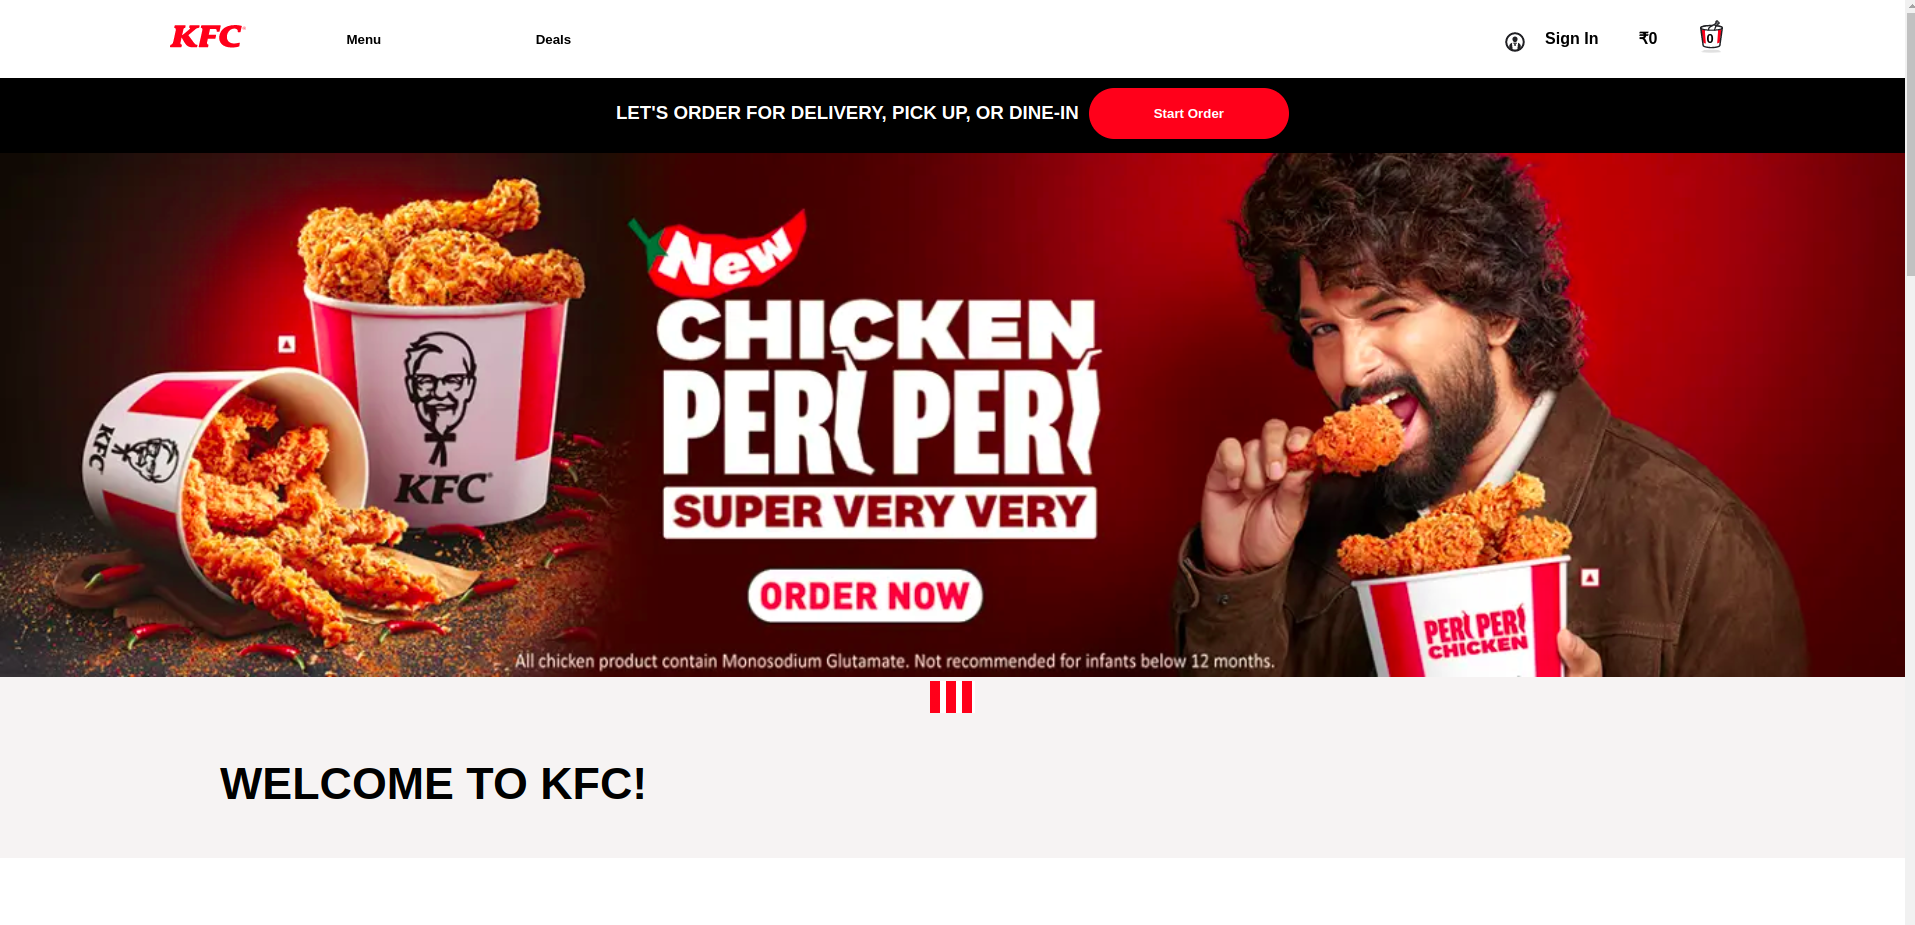 KFC
Menu
Deals
Sign In
₹0
0
LET'S ORDER FOR DELIVERY, PICK UP, OR DINE-IN
Start Order
New
CHICKEN
PERI PERI
SUPER VERY VERY
ORDER NOW
All chicken product contain Monosodium Glutamate. Not recommended for infants below 12 months.
KFC
KFC
PERI PERI
CHICKEN
WELCOME TO KFC!